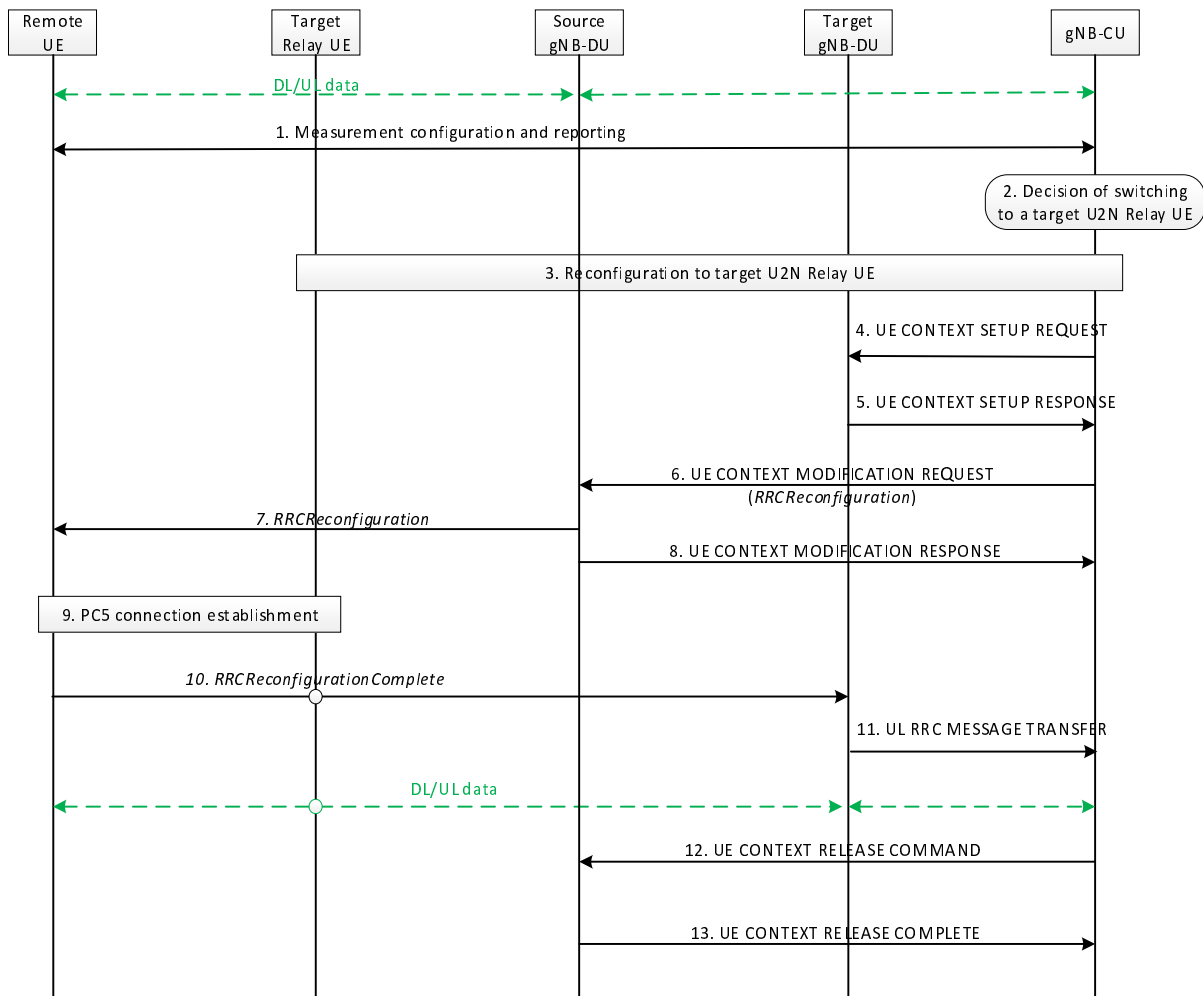 Remote
UE
Target
Relay UE
Source
gNB-DU
Target
gNB-DU
gNB-CU
DL/UL data
1. Measurement configuration and reporting
2. Decision of switching
to a target U2N Relay UE
3. Reconfiguration to target U2N Relay UE
4. UE CONTEXT SETUP REQUEST
5. UE CONTEXT SETUP RESPONSE
6. UE CONTEXT MODIFICATION REQUEST
(RRCReconfiguration)
7. RRCReconfiguration
8. UE CONTEXT MODIFICATION RESPONSE
9. PC5 connection establishment
10. RRCReconfigurationComplete
11. UL RRC MESSAGE TRANSFER
DL/UL data
12. UE CONTEXT RELEASE COMMAND
13. UE CONTEXT RELEASE COMPLETE